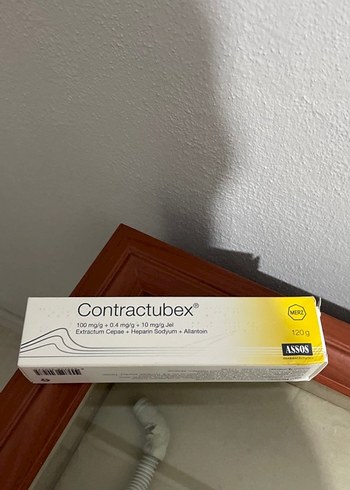 Contractubex®
100 mg/g + 0.4 mg/g + 10 mg/g Jel
Extractum Cepae + Heparin Sodyum + Allantoin
MERZ
120 g
ASSOS